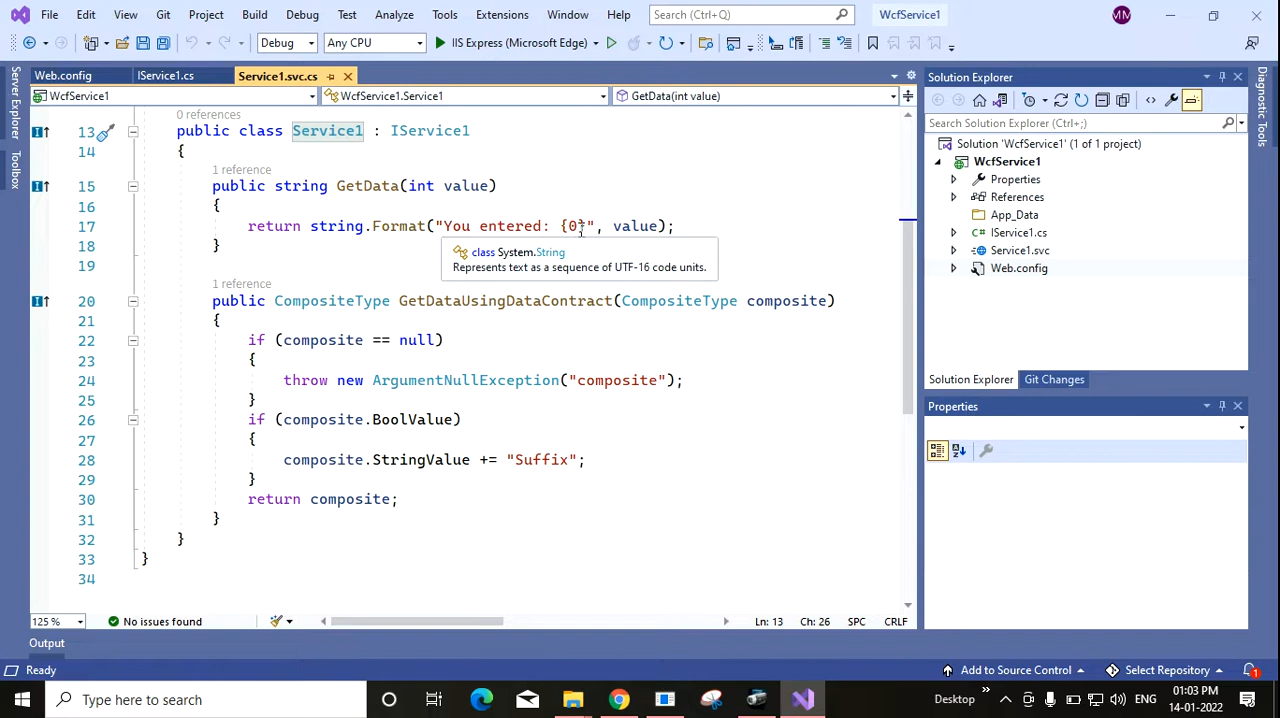 File Edit View Git Project Build Debug Test Analyze Tools Extensions Window Help Search (Ctrl+Q) WcfService1 MM
Debug Any CPU IIS Express (Microsoft Edge)
Server Explorer
Toolbox
Web.config IService1.cs Service1.svc.cs
WcfService1 WcfService1.Service1 GetData(int value)
0 references
13 public class Service1 : IService1
14 {
1 reference
15 public string GetData(int value)
16 {
17 return string.Format("You entered: {0}", value);
18 }
class System.String
Represents text as a sequence of UTF-16 code units.
19
1 reference
20 public CompositeType GetDataUsingDataContract(CompositeType composite)
21 {
22 if (composite == null)
23 {
24 throw new ArgumentNullException("composite");
25 }
26 if (composite.BoolValue)
27 {
28 composite.StringValue += "Suffix";
29 }
30 return composite;
31 }
32 }
33 }
34
125 % No issues found Ln: 13 Ch: 26 SPC CRLF
Solution Explorer
Search Solution Explorer (Ctrl+;)
Solution 'WcfService1' (1 of 1 project)
WcfService1
Properties
References
App_Data
IService1.cs
Service1.svc
Web.config
Solution Explorer Git Changes
Properties
Diagnostic Tools
Output
Ready Add to Source Control Select Repository 1
Type here to search Desktop ENG 01:03 PM
14-01-2022